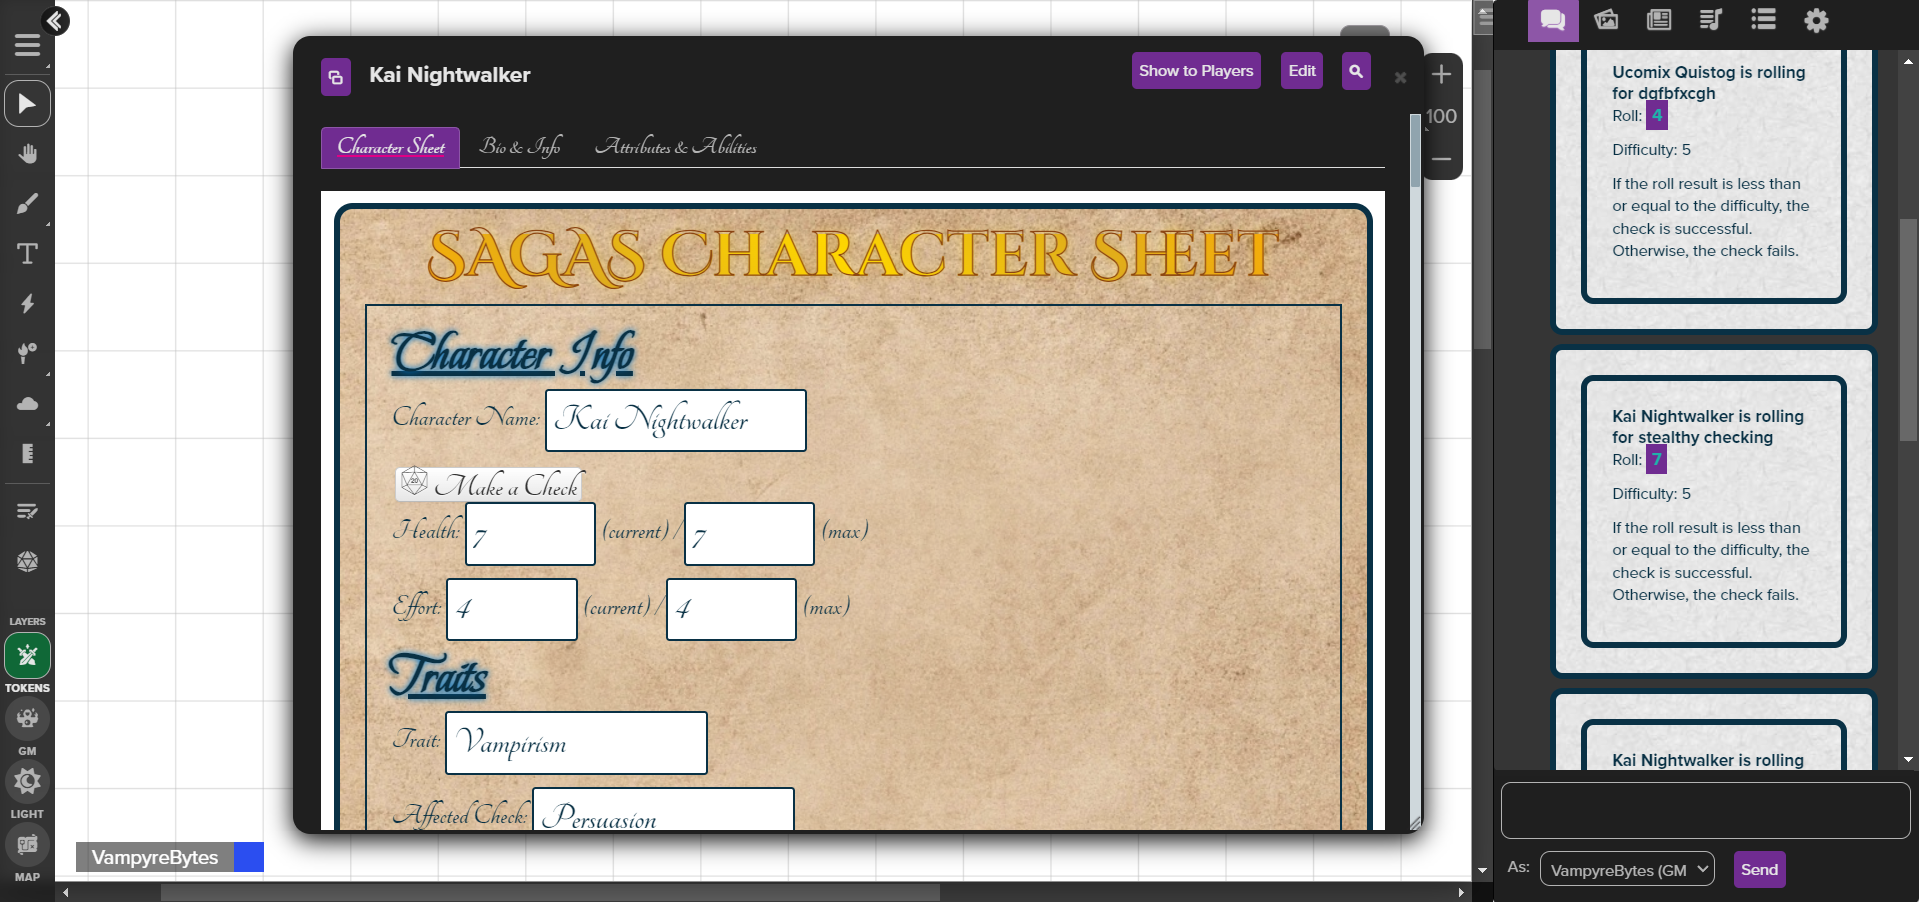 Kai Nightwalker
Show to Players
Edit
Character Sheet
Bio & Info
Attributes & Abilities
SAGAS CHARACTER SHEET
Character Info
Character Name: Kai Nightwalker
20 Make a Check
Health: 7 (current) / 7 (max)
Effort: 4 (current) / 4 (max)
Traits
Trait: Vampirism
Affected Check: Persuasion
100
LAYERS
TOKENS
GM
LIGHT
MAP
VampyreBytes
Ucomix Quistog is rolling
for dgfbfxcgh
Roll: 4
Difficulty: 5
If the roll result is less than
or equal to the difficulty, the
check is successful.
Otherwise, the check fails.
Kai Nightwalker is rolling
for stealthy checking
Roll: 7
Difficulty: 5
If the roll result is less than
or equal to the difficulty, the
check is successful.
Otherwise, the check fails.
Kai Nightwalker is rolling
As: VampyreBytes (GM
Send